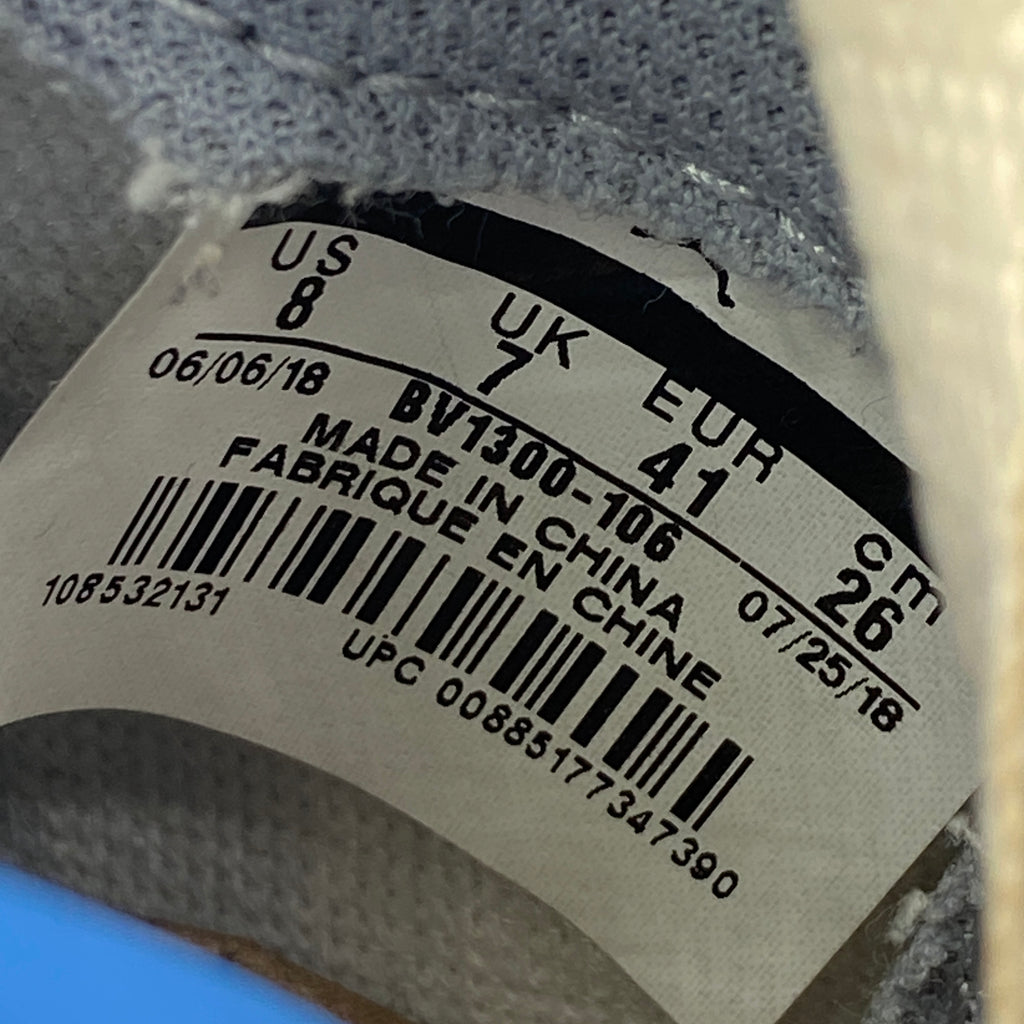 US UK EUR cm
8 7 41 26
06/06/18 BV1300-106 07/25/18
MADE IN CHINA
FABRIQUE EN CHINE
108532131
UPC 00885177347390